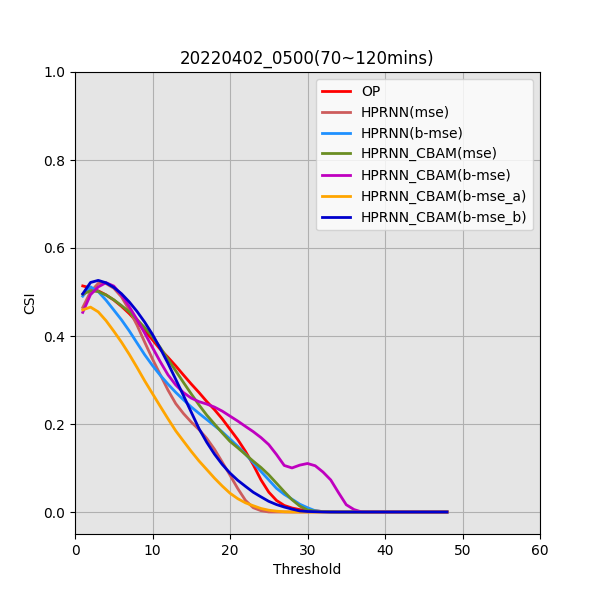 20220402_0500(70~120mins)
1.0
0.8
0.6
0.4
0.2
0.0
CSI
OP
HPRNN(mse)
HPRNN(b-mse)
HPRNN_CBAM(mse)
HPRNN_CBAM(b-mse)
HPRNN_CBAM(b-mse_a)
HPRNN_CBAM(b-mse_b)
0 10 20 30 40 50 60
Threshold